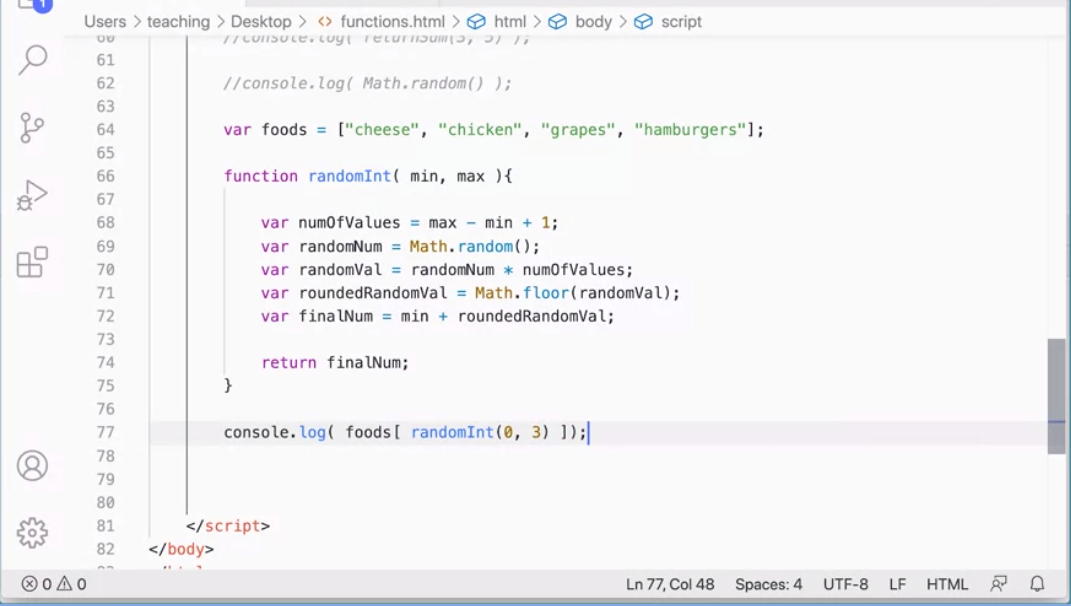 1
Users > teaching > Desktop > <> functions.html > html > body > script
60 //console.log( returnSum(3, 5) );
61
62 //console.log( Math.random() );
63
64 var foods = ["cheese", "chicken", "grapes", "hamburgers"];
65
66 function randomInt( min, max ){
67
68 var numOfValues = max - min + 1;
69 var randomNum = Math.random();
70 var randomVal = randomNum * numOfValues;
71 var roundedRandomVal = Math.floor(randomVal);
72 var finalNum = min + roundedRandomVal;
73
74 return finalNum;
75 }
76
77 console.log( foods[ randomInt(0, 3) ]);
78
79
80
81 </script>
82 </body>
0 0 Ln 77, Col 48 Spaces: 4 UTF-8 LF HTML